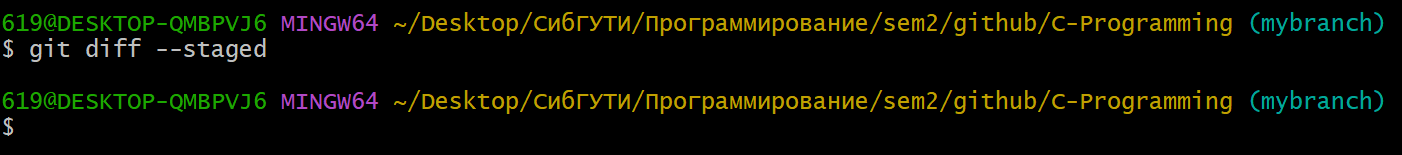 619@DESKTOP-QMBPVJ6 MINGW64 ~/Desktop/СибГУТИ/Программирование/sem2/github/C-Programming (mybranch)
$ git diff --staged
619@DESKTOP-QMBPVJ6 MINGW64 ~/Desktop/СибГУТИ/Программирование/sem2/github/C-Programming (mybranch)
$